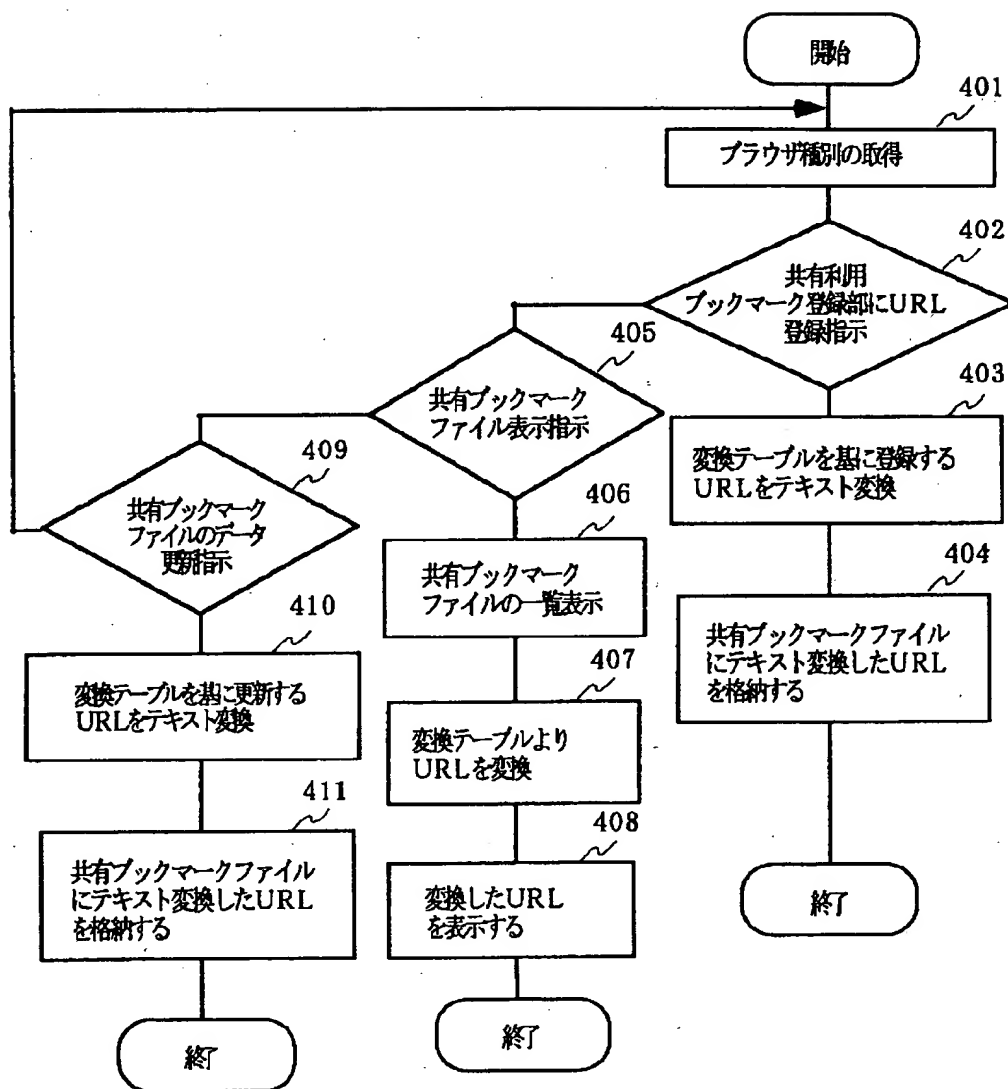 開始
401
ブラウザ種別の取得
402
共有利用
ブックマーク登録部にURL
登録指示
403
変換テーブルを基に登録する
URLをテキスト変換
404
共有ブックマークファイル
にテキスト変換したURL
を格納する
終了
405
共有ブックマーク
ファイル表示指示
406
共有ブックマーク
ファイルの一覧表示
407
変換テーブルより
URLを変換
408
変換したURL
を表示する
終了
409
共有ブックマーク
ファイルのデータ
更新指示
410
変換テーブルを基に更新する
URLをテキスト変換
411
共有ブックマークファイル
にテキスト変換したURL
を格納する
終了